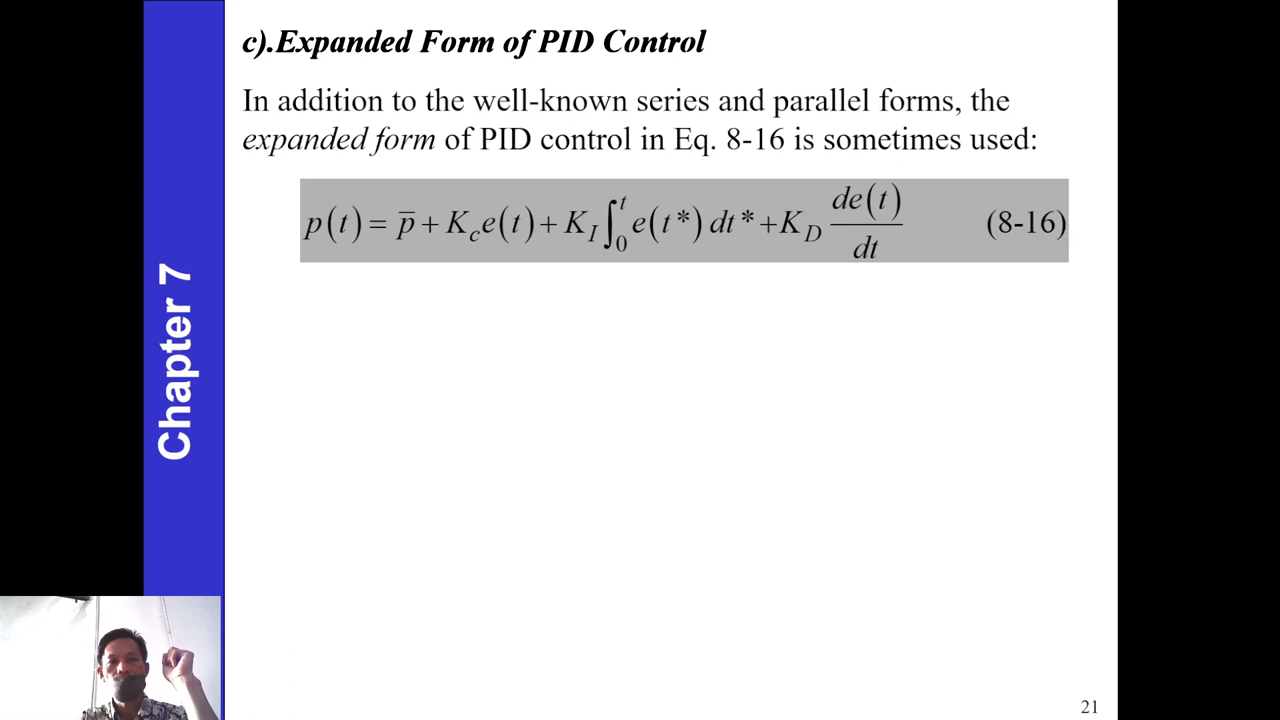 c).Expanded Form of PID Control
In addition to the well-known series and parallel forms, the
expanded form of PID control in Eq. 8-16 is sometimes used:
p(t) = p̄ + K_c e(t) + K_I ∫_0^t e(t*) dt* + K_D de(t)/dt (8-16)
Chapter 7
21